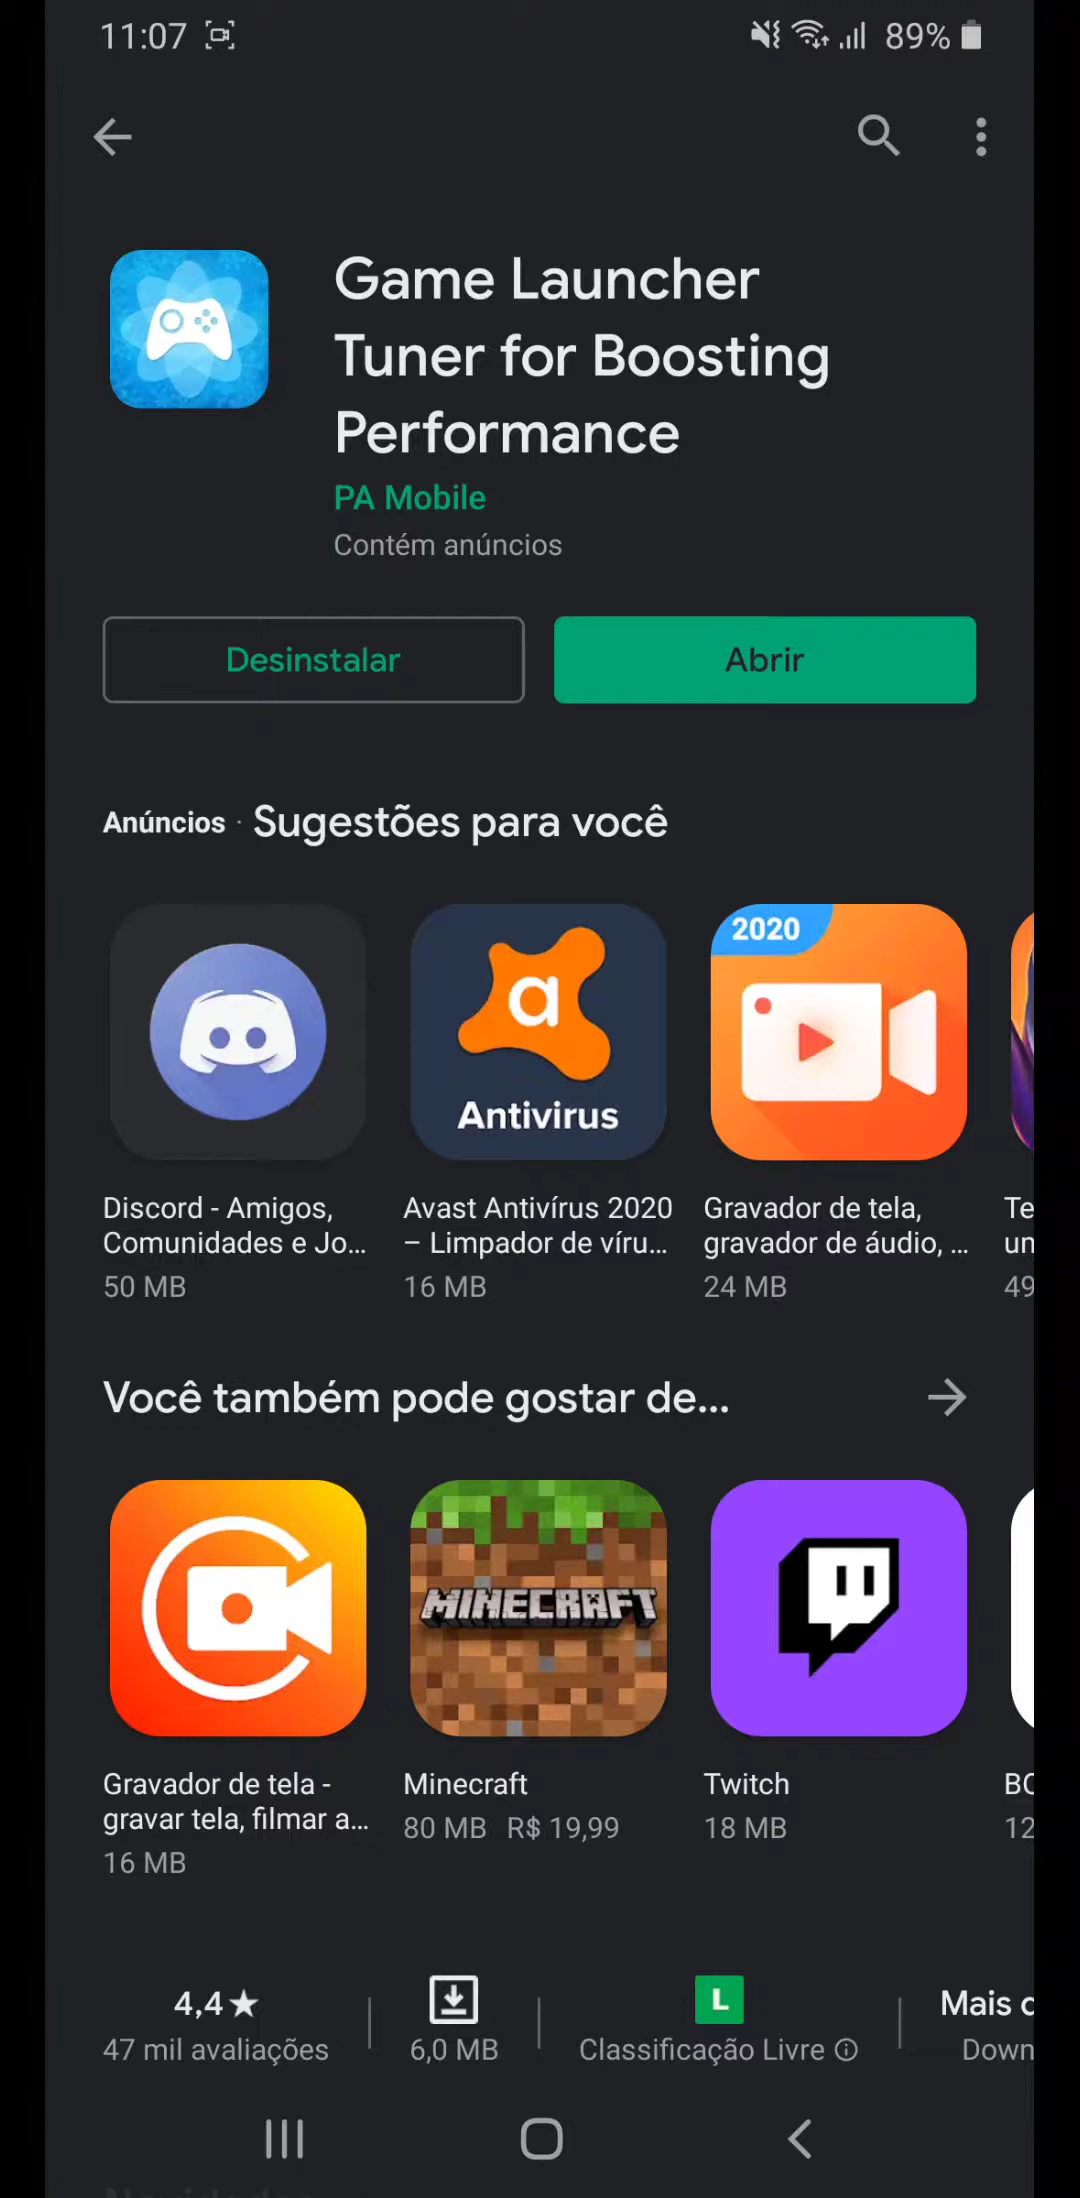 11:07
89%
Game Launcher
Tuner for Boosting
Performance
PA Mobile
Contém anúncios
Desinstalar
Abrir
Anúncios · Sugestões para você
2020
a
Antivirus
Discord - Amigos,
Comunidades e Jo...
50 MB
Avast Antivírus 2020
– Limpador de víru...
16 MB
Gravador de tela,
gravador de áudio, ...
24 MB
Te
un
49
Você também pode gostar de...
MINECRAFT
Gravador de tela -
gravar tela, filmar a...
16 MB
Minecraft
80 MB R$ 19,99
Twitch
18 MB
BC
12
4,4★
47 mil avaliações
6,0 MB
L
Classificação Livre
Mais
Down